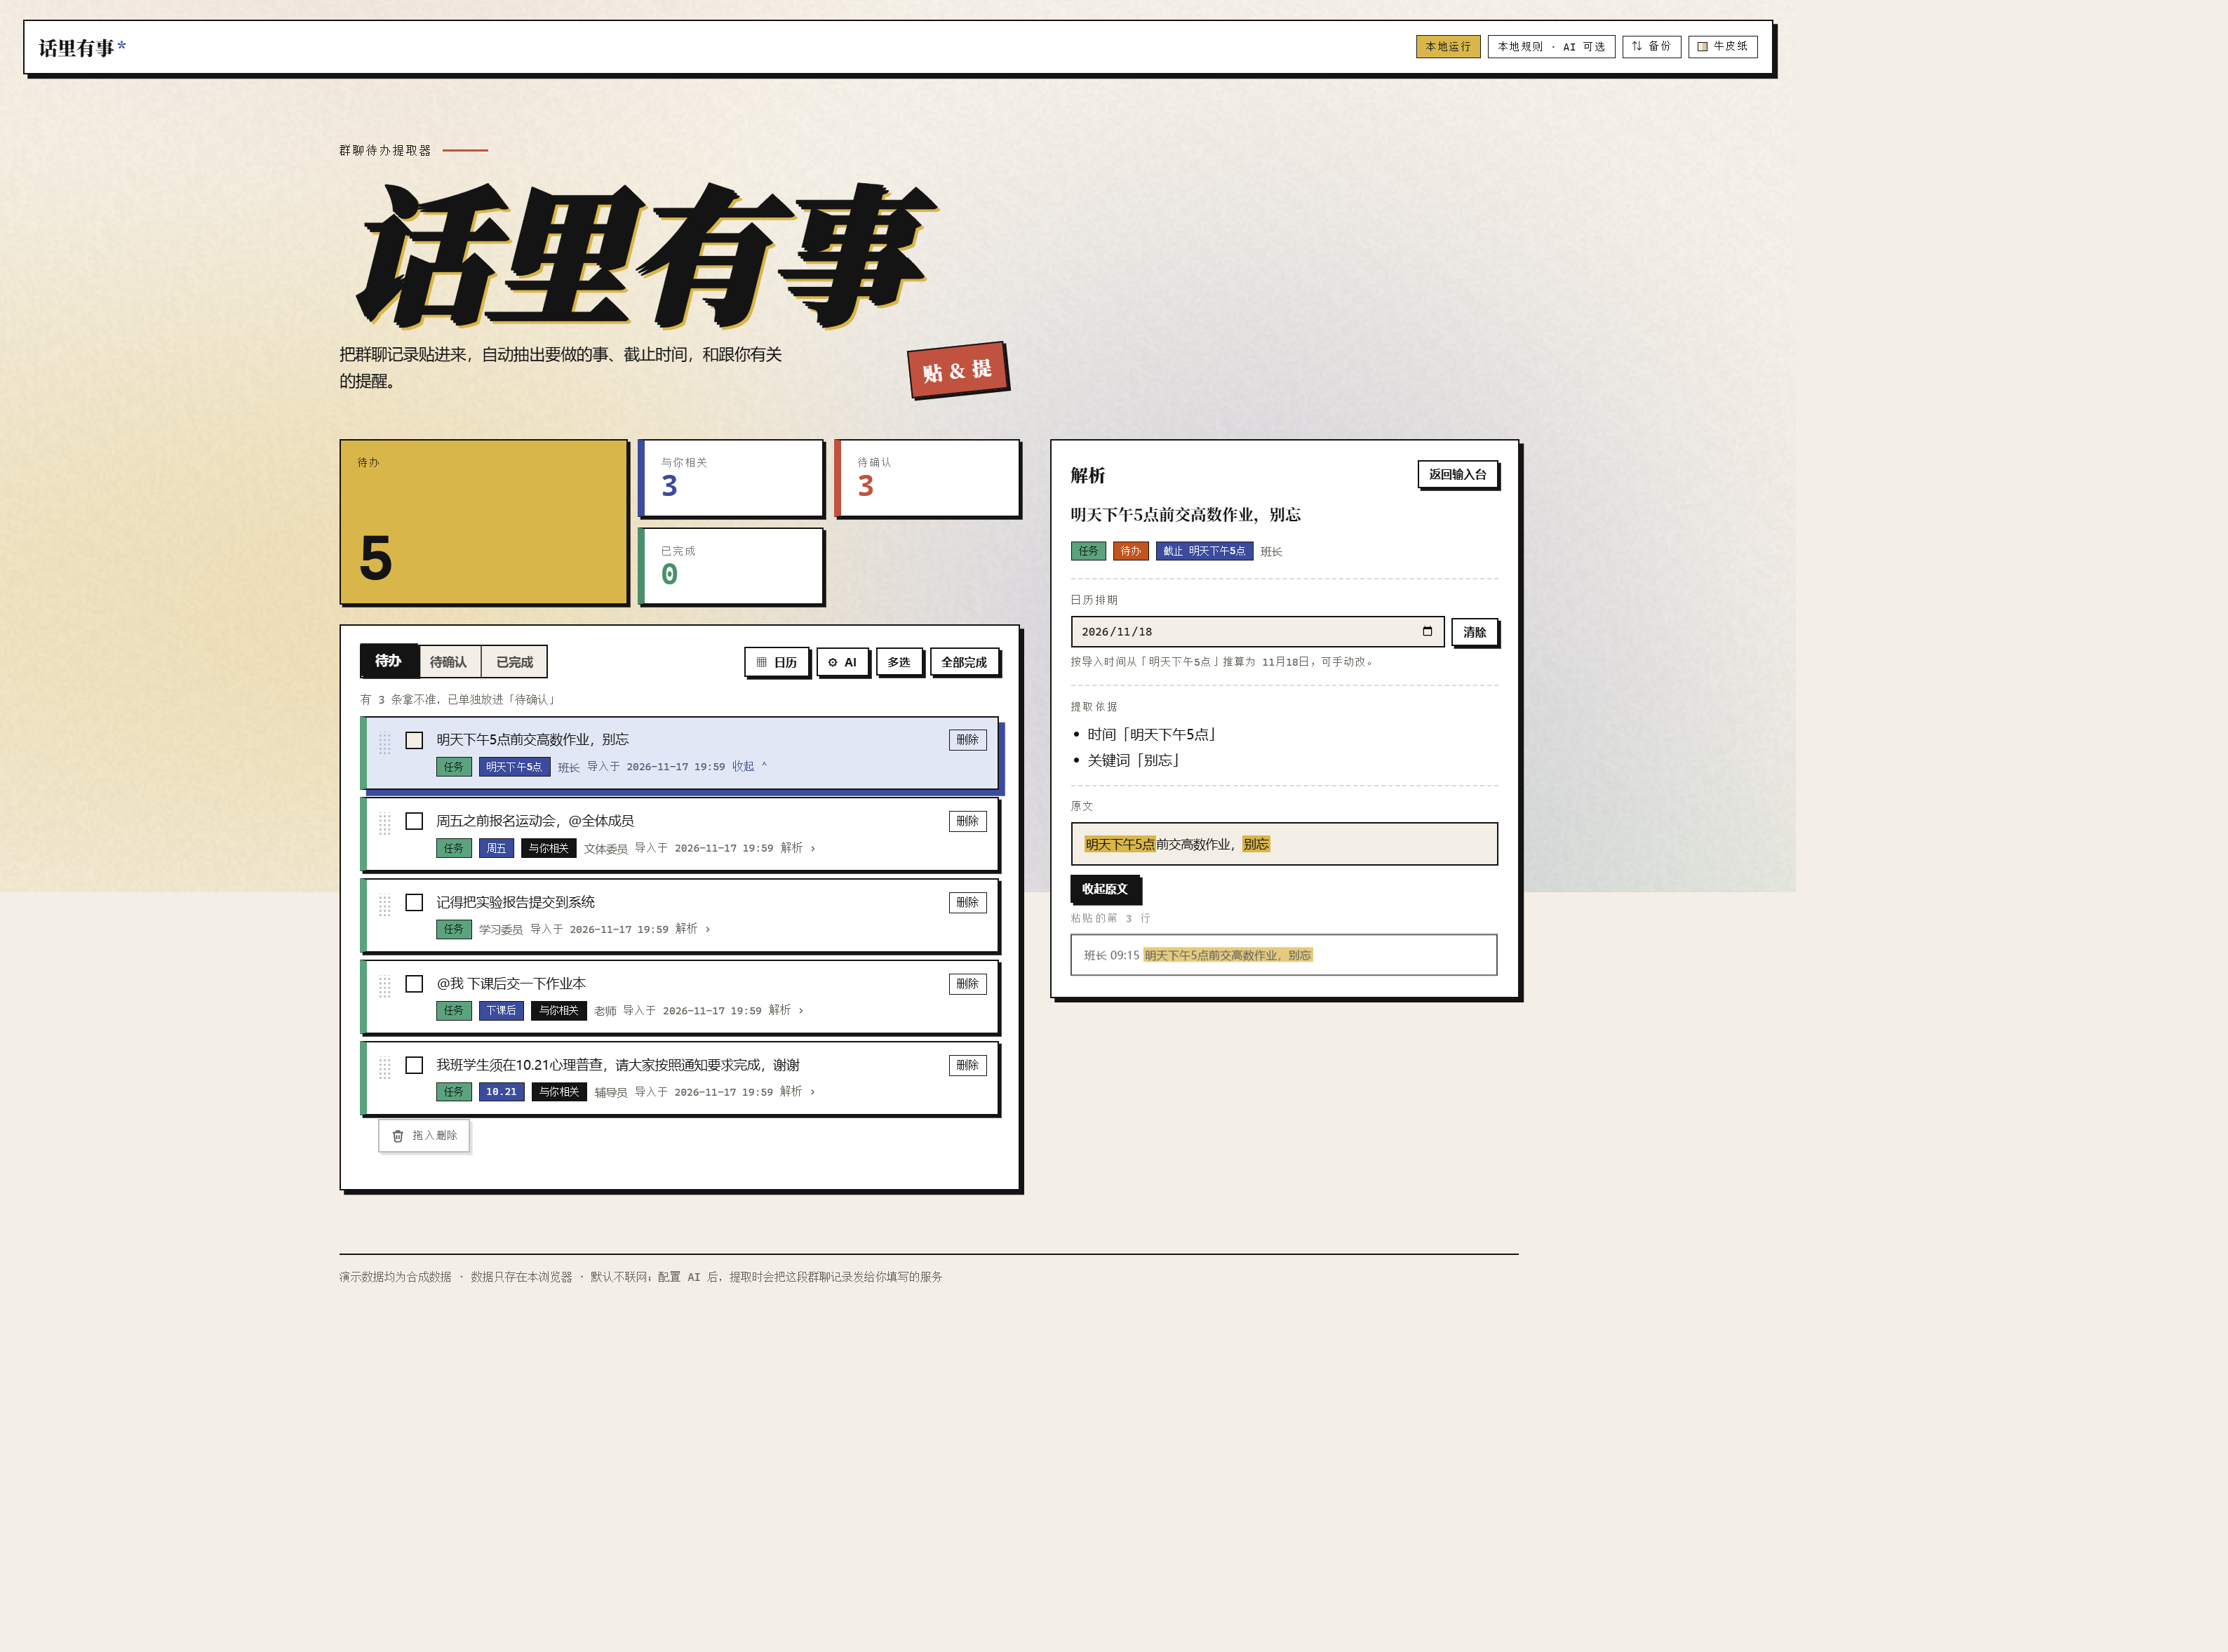 话里有事*
本地运行
本地规则 · AI 可选
备份
牛皮纸
群聊待办提取器
话里有事
把群聊记录贴进来，自动抽出要做的事、截止时间，和跟你有关
的提醒。
贴 & 提
待办
5
与你相关
3
待确认
3
已完成
0
待办
待确认
已完成
日历
AI
多选
全部完成
有 3 条拿不准，已单独放进「待确认」
明天下午5点前交高数作业，别忘
删除
任务 明天下午5点 班长 导入于 2026-11-17 19:59 收起 ^
周五之前报名运动会，@全体成员
删除
任务 周五 与你相关 文体委员 导入于 2026-11-17 19:59 解析 ›
记得把实验报告提交到系统
删除
任务 学习委员 导入于 2026-11-17 19:59 解析 ›
@我 下课后交一下作业本
删除
任务 下课后 与你相关 老师 导入于 2026-11-17 19:59 解析 ›
我班学生须在10.21心理普查，请大家按照通知要求完成，谢谢
删除
任务 10.21 与你相关 辅导员 导入于 2026-11-17 19:59 解析 ›
拖入删除
解析
返回输入台
明天下午5点前交高数作业，别忘
任务 待办 截止 明天下午5点 班长
日历排期
2026/11/18
清除
按导入时间从「明天下午5点」推算为 11月18日，可手动改。
提取依据
• 时间「明天下午5点」
• 关键词「别忘」
原文
明天下午5点前交高数作业，别忘
收起原文
粘贴的第 3 行
班长 09:15 明天下午5点前交高数作业，别忘
演示数据均为合成数据 · 数据只存在本浏览器 · 默认不联网；配置 AI 后，提取时会把这段群聊记录发给你填写的服务